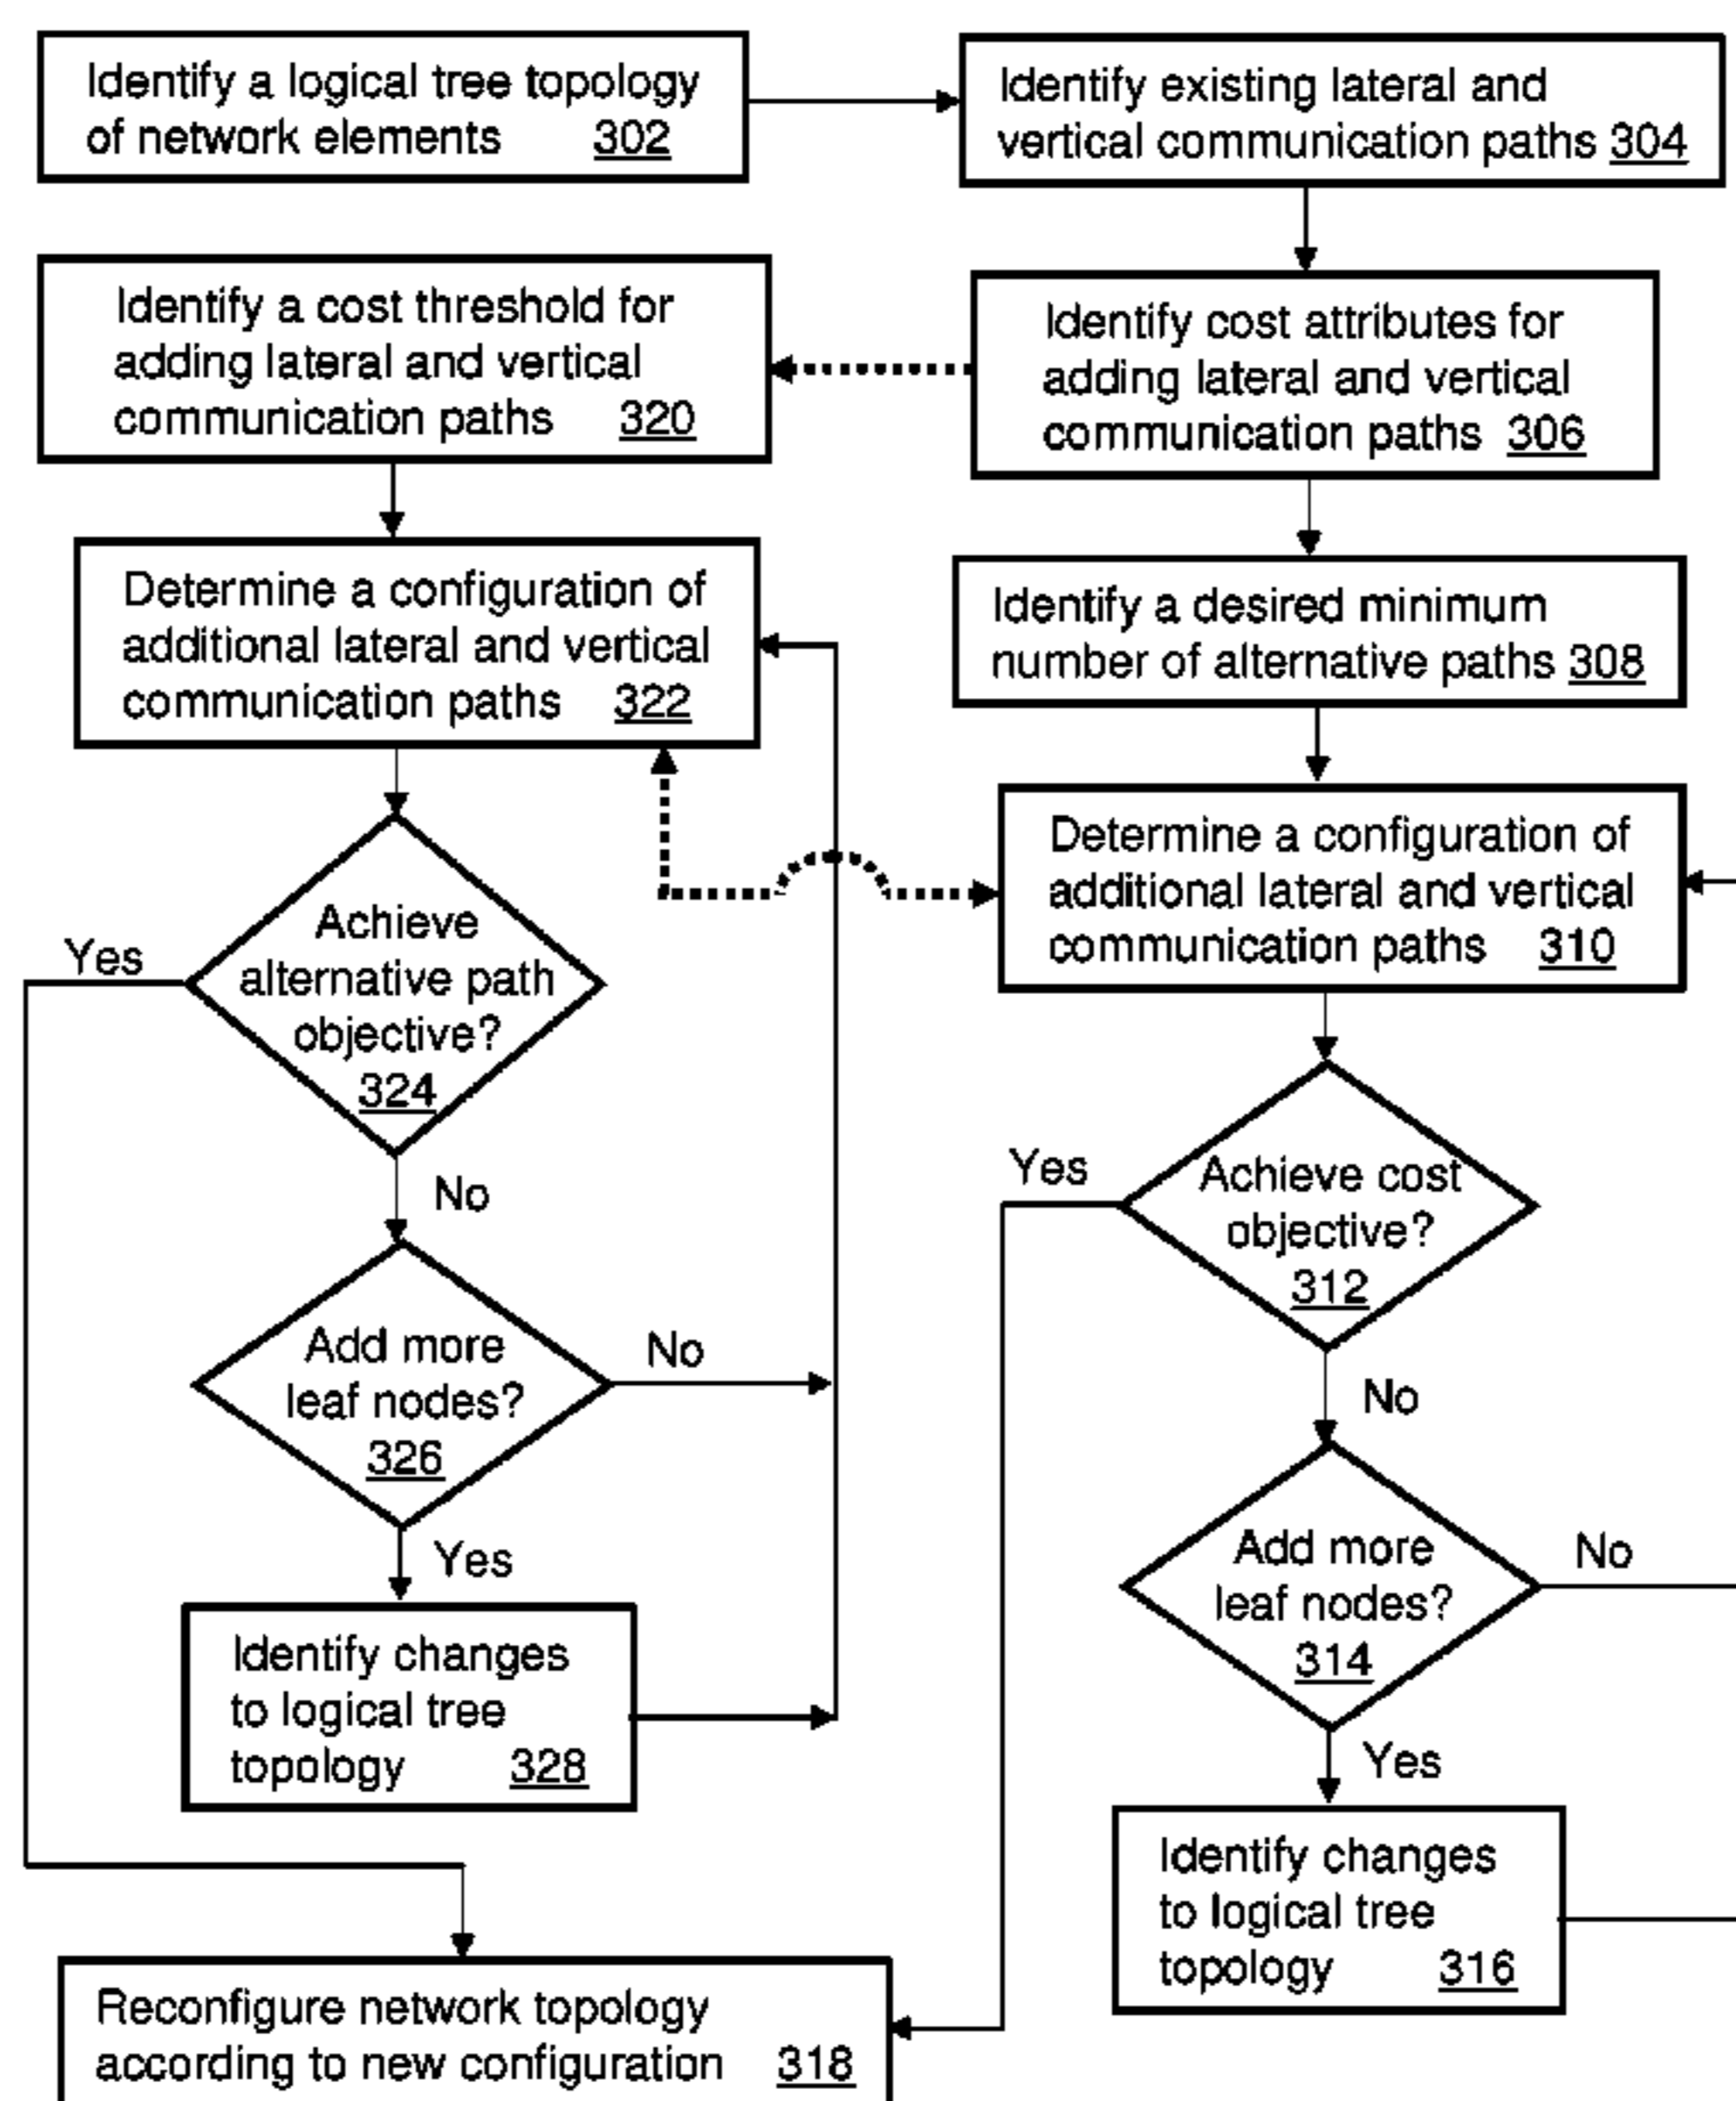 Identify a logical tree topology
of network elements 302
Identify existing lateral and
vertical communication paths 304
Identify a cost threshold for
adding lateral and vertical
communication paths 320
Identify cost attributes for
adding lateral and vertical
communication paths 306
Determine a configuration of
additional lateral and vertical
communication paths 322
Identify a desired minimum
number of alternative paths 308
Determine a configuration of
additional lateral and vertical
communication paths 310
Achieve
alternative path
objective?
324
Yes
No
Achieve cost
objective?
312
Yes
No
Add more
leaf nodes?
326
No
Yes
Add more
leaf nodes?
314
No
Yes
Identify changes
to logical tree
topology 328
Identify changes
to logical tree
topology 316
Reconfigure network topology
according to new configuration 318